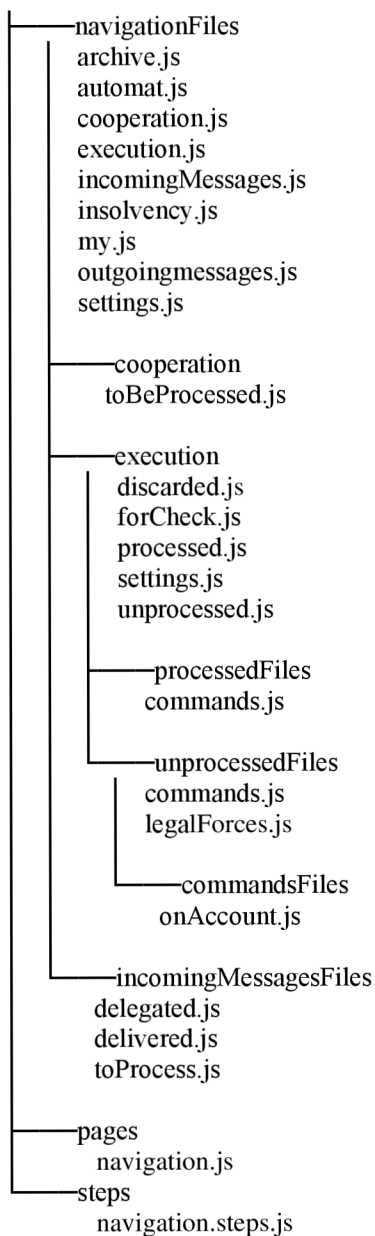 navigationFiles
archive.js
automat.js
cooperation.js
execution.js
incomingMessages.js
insolvency.js
my.js
outgoingmessages.js
settings.js
cooperation
toBeProcessed.js
execution
discarded.js
forCheck.js
processed.js
settings.js
unprocessed.js
processedFiles
commands.js
unprocessedFiles
commands.js
legalForces.js
commandsFiles
onAccount.js
incomingMessagesFiles
delegated.js
delivered.js
toProcess.js
pages
navigation.js
steps
navigation.steps.js